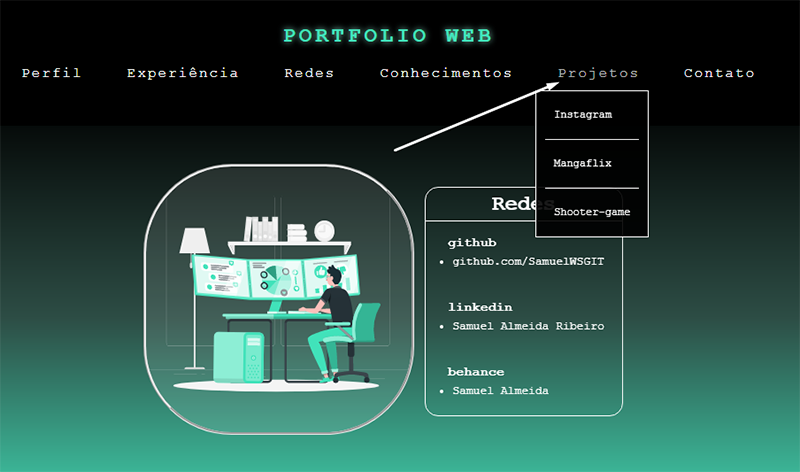 PORTFOLIO WEB
Perfil Experiência Redes Conhecimentos Projetos Contato
Instagram
Mangaflix
Shooter-game
Redes
github
github.com/SamuelWSGIT
linkedin
Samuel Almeida Ribeiro
behance
Samuel Almeida